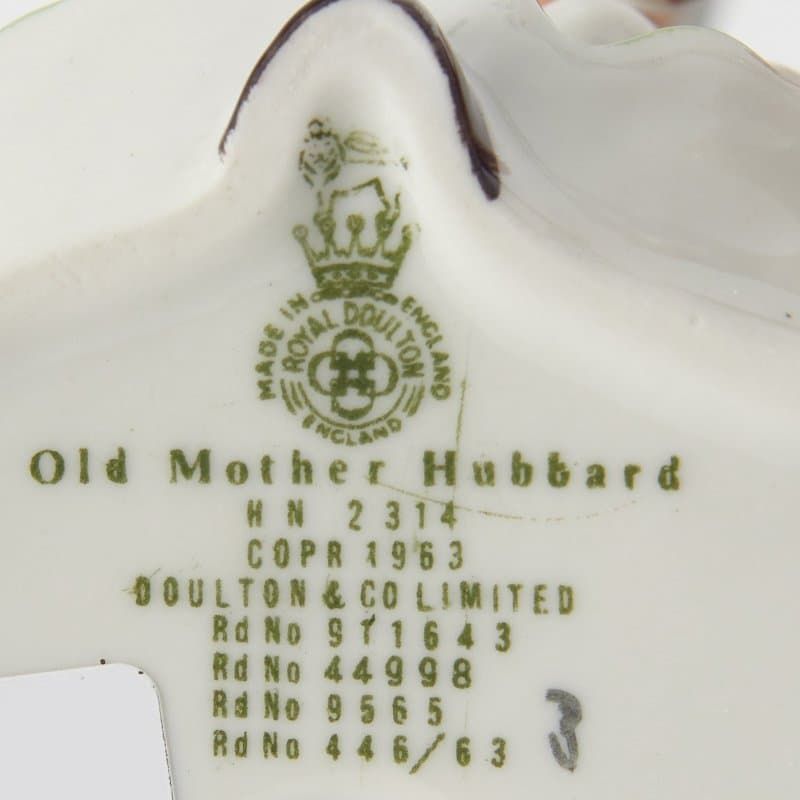 MADE IN ENGLAND
ROYAL DOULTON
ENGLAND
Old Mother Hubbard
H N 2314
COPR 1963
DOULTON & CO LIMITED
Rd No 911643
Rd No 44998
Rd No 9565
Rd No 446/63
3